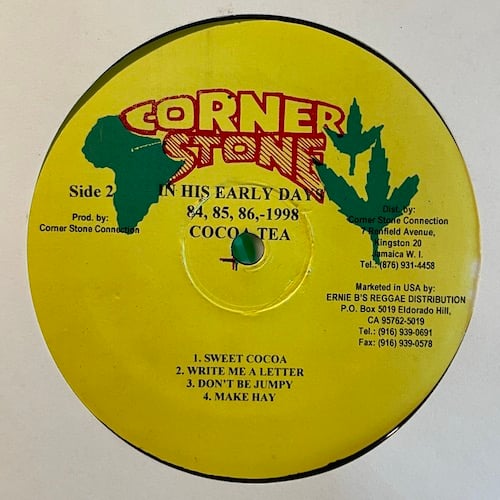 CORNER
STONE
Side 2
IN HIS EARLY DAYS
84, 85, 86,-1998
COCOA TEA
Prod. by:
Corner Stone Connection
Dist. by:
Corner Stone Connection
Renfield Avenue,
Kingston 20
Jamaica W. I.
Tel.: (876) 931-4458
Marketed in USA by:
ERNIE B'S REGGAE DISTRIBUTION
P.O. Box 5019 Eldorado Hill,
CA 95762-5019
Tel.: (916) 939-0691
Fax: (916) 939-0578
1. SWEET COCOA
2. WRITE ME A LETTER
3. DON'T BE JUMPY
4. MAKE HAY